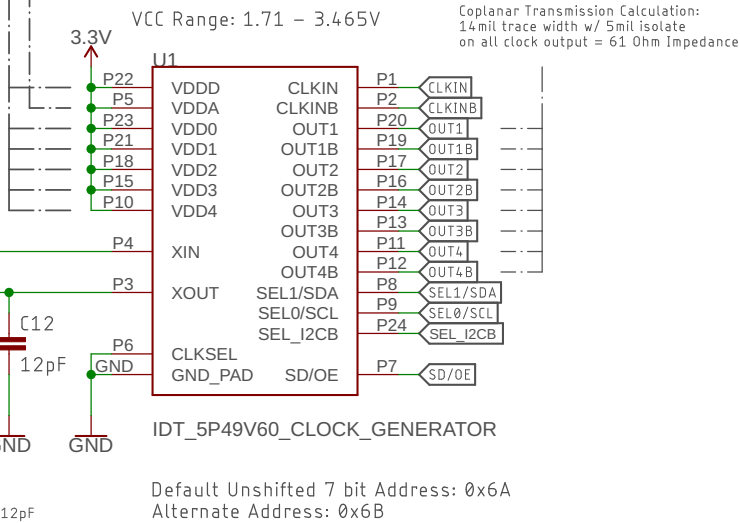 VCC Range: 1.71 - 3.465V
Coplanar Transmission Calculation:
14mil trace width w/ 5mil isolate
on all clock output = 61 Ohm Impedance
3.3V
U1
P22 VDDD CLKIN P1 CLKIN
P5 VDDA CLKINB P2 CLKINB
P23 VDD0 OUT1 P20 OUT1
P21 VDD1 OUT1B P19 OUT1B
P18 VDD2 OUT2 P17 OUT2
P15 VDD3 OUT2B P16 OUT2B
P10 VDD4 OUT3 P14 OUT3
OUT3B P13 OUT3B
P4 XIN OUT4 P11 OUT4
OUT4B P12 OUT4B
P3 XOUT SEL1/SDA P8 SEL1/SDA
SEL0/SCL P9 SEL0/SCL
SEL_I2CB P24 SEL_I2CB
C12
12pF
P6 CLKSEL
GND GND_PAD SD/OE P7 SD/OE
GND
GND
IDT_5P49V60_CLOCK_GENERATOR
Default Unshifted 7 bit Address: 0x6A
Alternate Address: 0x6B
12pF